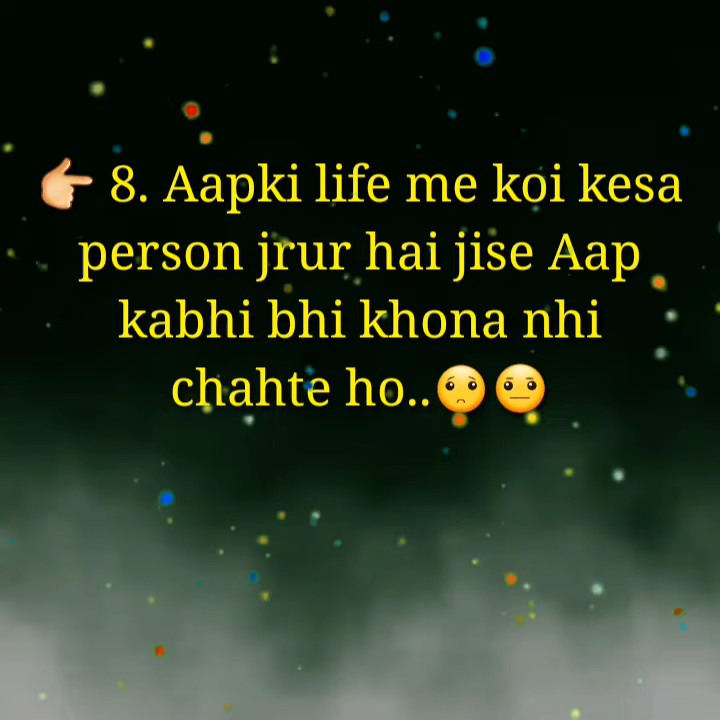 👉🏻 8. Aapki life me koi kesa
person jrur hai jise Aap
kabhi bhi khona nhi
chahte ho..😟😐